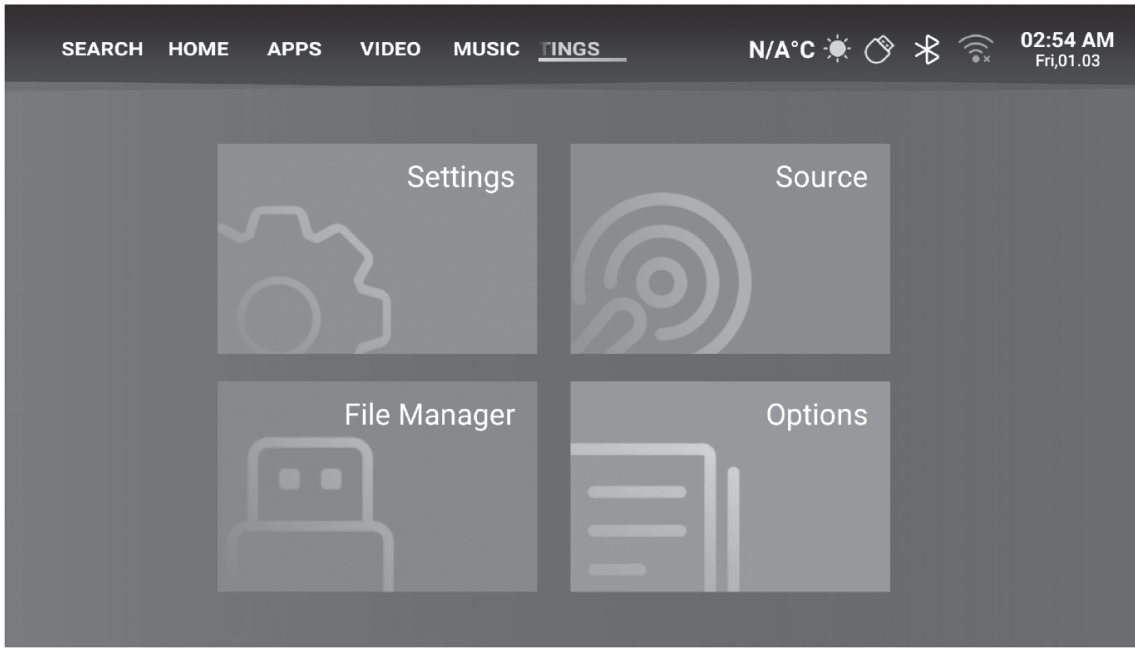 SEARCH HOME APPS VIDEO MUSIC TINGS N/A°C 02:54 AM
Fri,01.03
Settings
Source
File Manager
Options